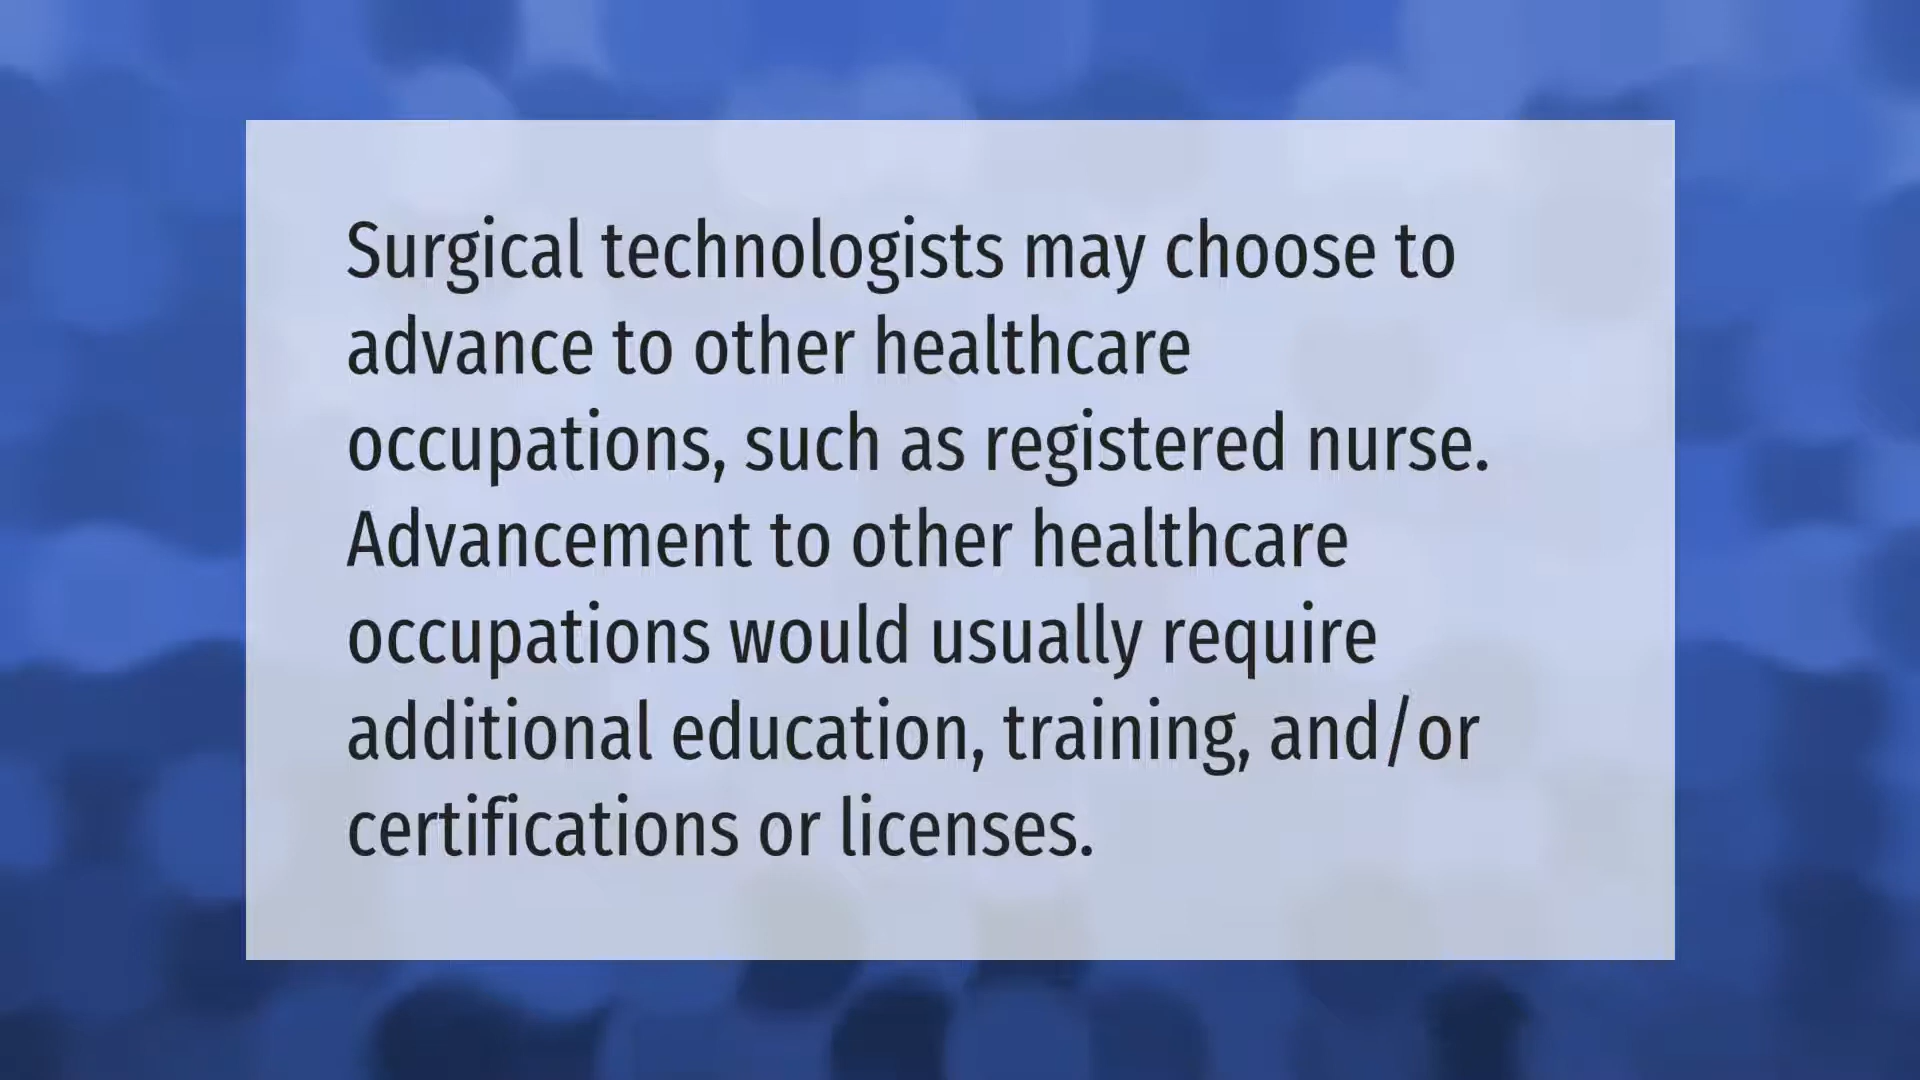 Surgical technologists may choose to
advance to other healthcare
occupations, such as registered nurse.
Advancement to other healthcare
occupations would usually require
additional education, training, and/or
certifications or licenses.